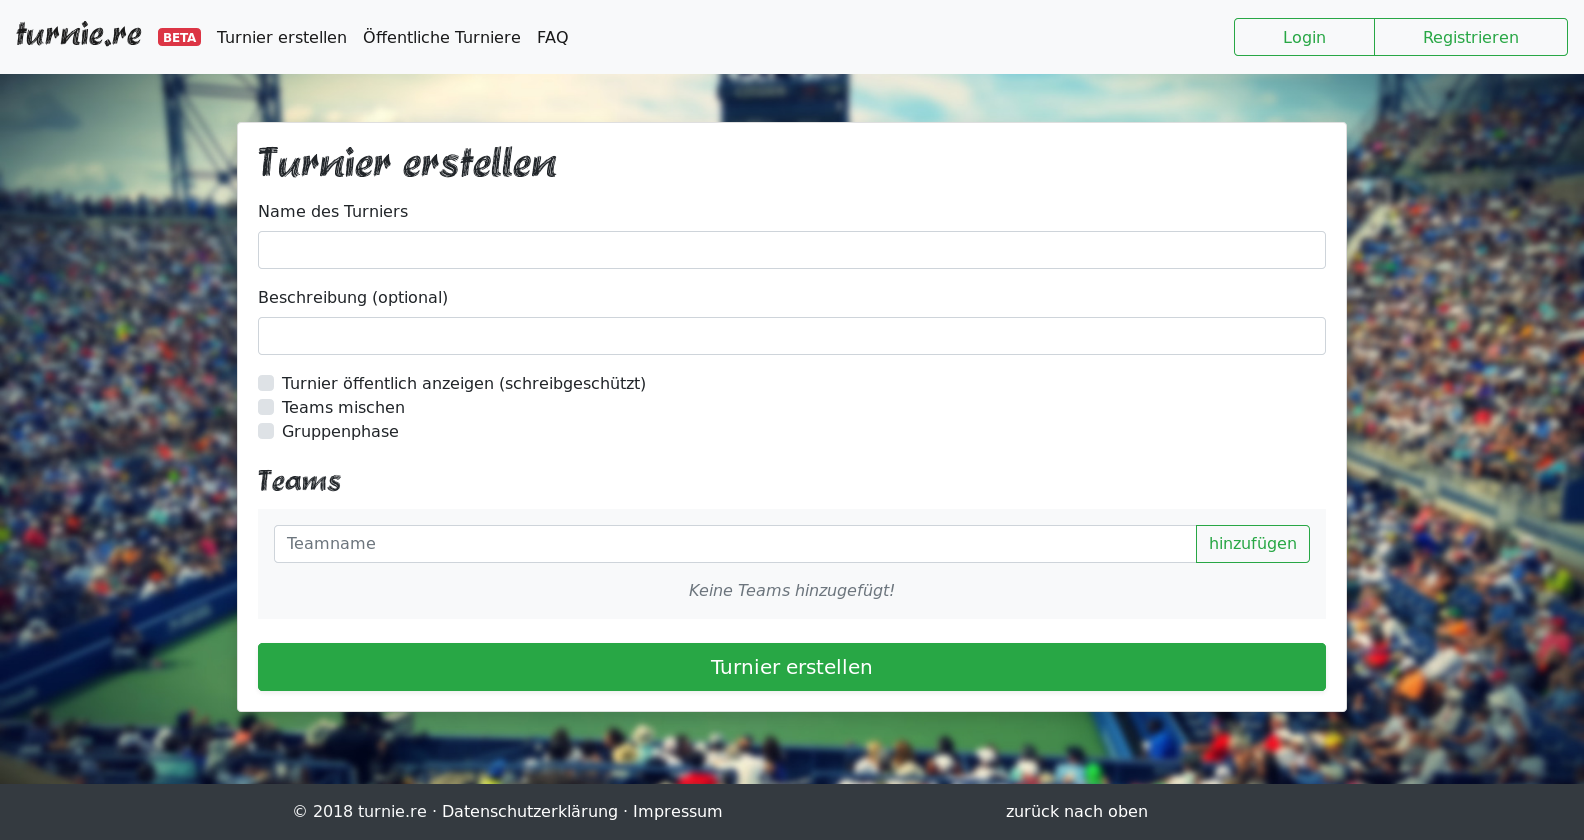 turnie.re BETA Turnier erstellen Öffentliche Turniere FAQ Login Registrieren
Turnier erstellen
Name des Turniers
Beschreibung (optional)
Turnier öffentlich anzeigen (schreibgeschützt)
Teams mischen
Gruppenphase
Teams
Teamname hinzufügen
Keine Teams hinzugefügt!
Turnier erstellen
© 2018 turnie.re · Datenschutzerklärung · Impressum zurück nach oben